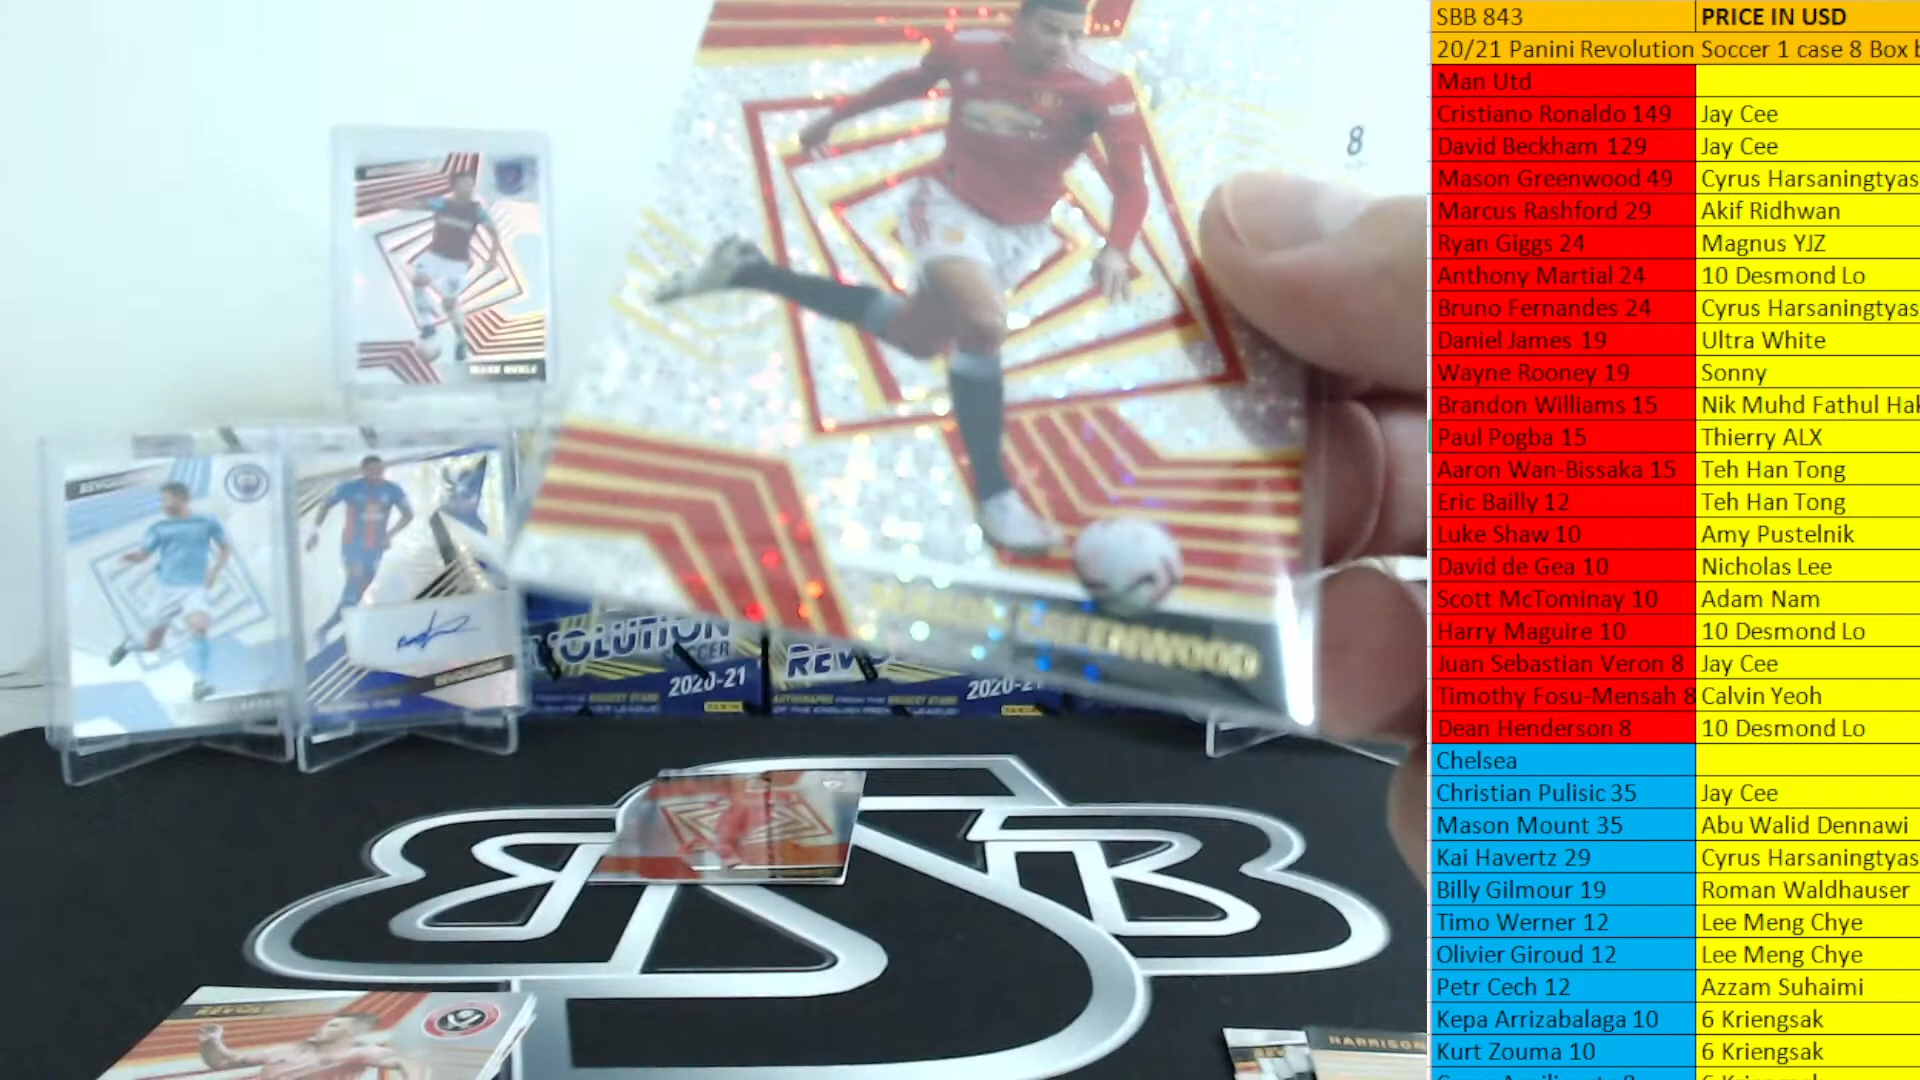 SBB 843 PRICE IN USD
20/21 Panini Revolution Soccer 1 case 8 Box b
Man Utd
Cristiano Ronaldo 149 Jay Cee
David Beckham 129 Jay Cee
Mason Greenwood 49 Cyrus Harsaningtyas
Marcus Rashford 29 Akif Ridhwan
Ryan Giggs 24 Magnus YJZ
Anthony Martial 24 10 Desmond Lo
Bruno Fernandes 24 Cyrus Harsaningtyas
Daniel James 19 Ultra White
Wayne Rooney 19 Sonny
Brandon Williams 15 Nik Muhd Fathul Hak
Paul Pogba 15 Thierry ALX
Aaron Wan-Bissaka 15 Teh Han Tong
Eric Bailly 12 Teh Han Tong
Luke Shaw 10 Amy Pustelnik
David de Gea 10 Nicholas Lee
Scott McTominay 10 Adam Nam
Harry Maguire 10 10 Desmond Lo
Juan Sebastian Veron 8 Jay Cee
Timothy Fosu-Mensah 8 Calvin Yeoh
Dean Henderson 8 10 Desmond Lo
Chelsea
Christian Pulisic 35 Jay Cee
Mason Mount 35 Abu Walid Dennawi
Kai Havertz 29 Cyrus Harsaningtyas
Billy Gilmour 19 Roman Waldhauser
Timo Werner 12 Lee Meng Chye
Olivier Giroud 12 Lee Meng Chye
Petr Cech 12 Azzam Suhaimi
Kepa Arrizabalaga 10 6 Kriengsak
Kurt Zouma 10 6 Kriengsak
8
MASON GREENWOOD
REVOLUTION
SOCCER
2020-21
PANINI
REVO
2020-21
HARRISON